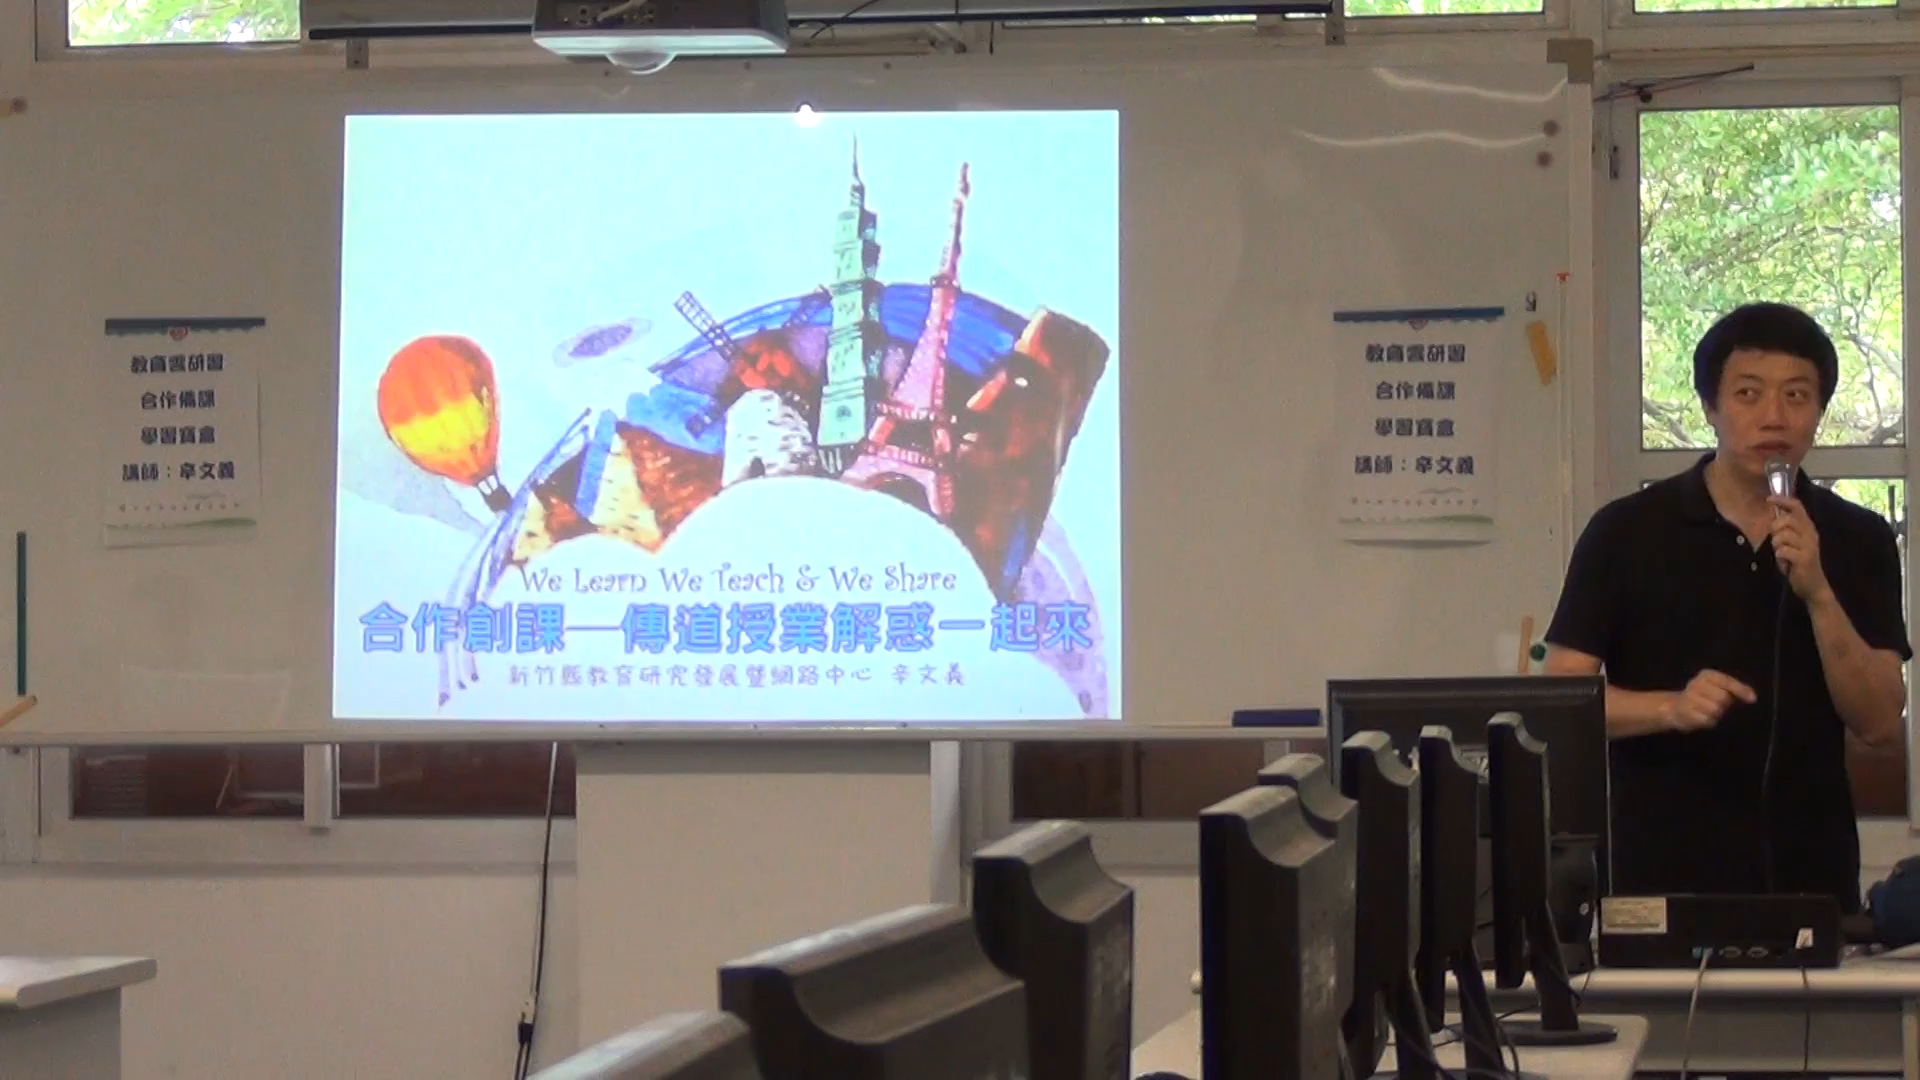 教育雲研習
合作備課
學習寶盒
講師：辛文義
We Learn We Teach & We Share
合作創課—傳道授業解惑一起來
新竹縣教育研究發展暨網路中心 辛文義
教育雲研習
合作備課
學習寶盒
講師：辛文義